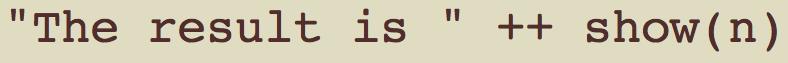 "The result is " ++ show(n)